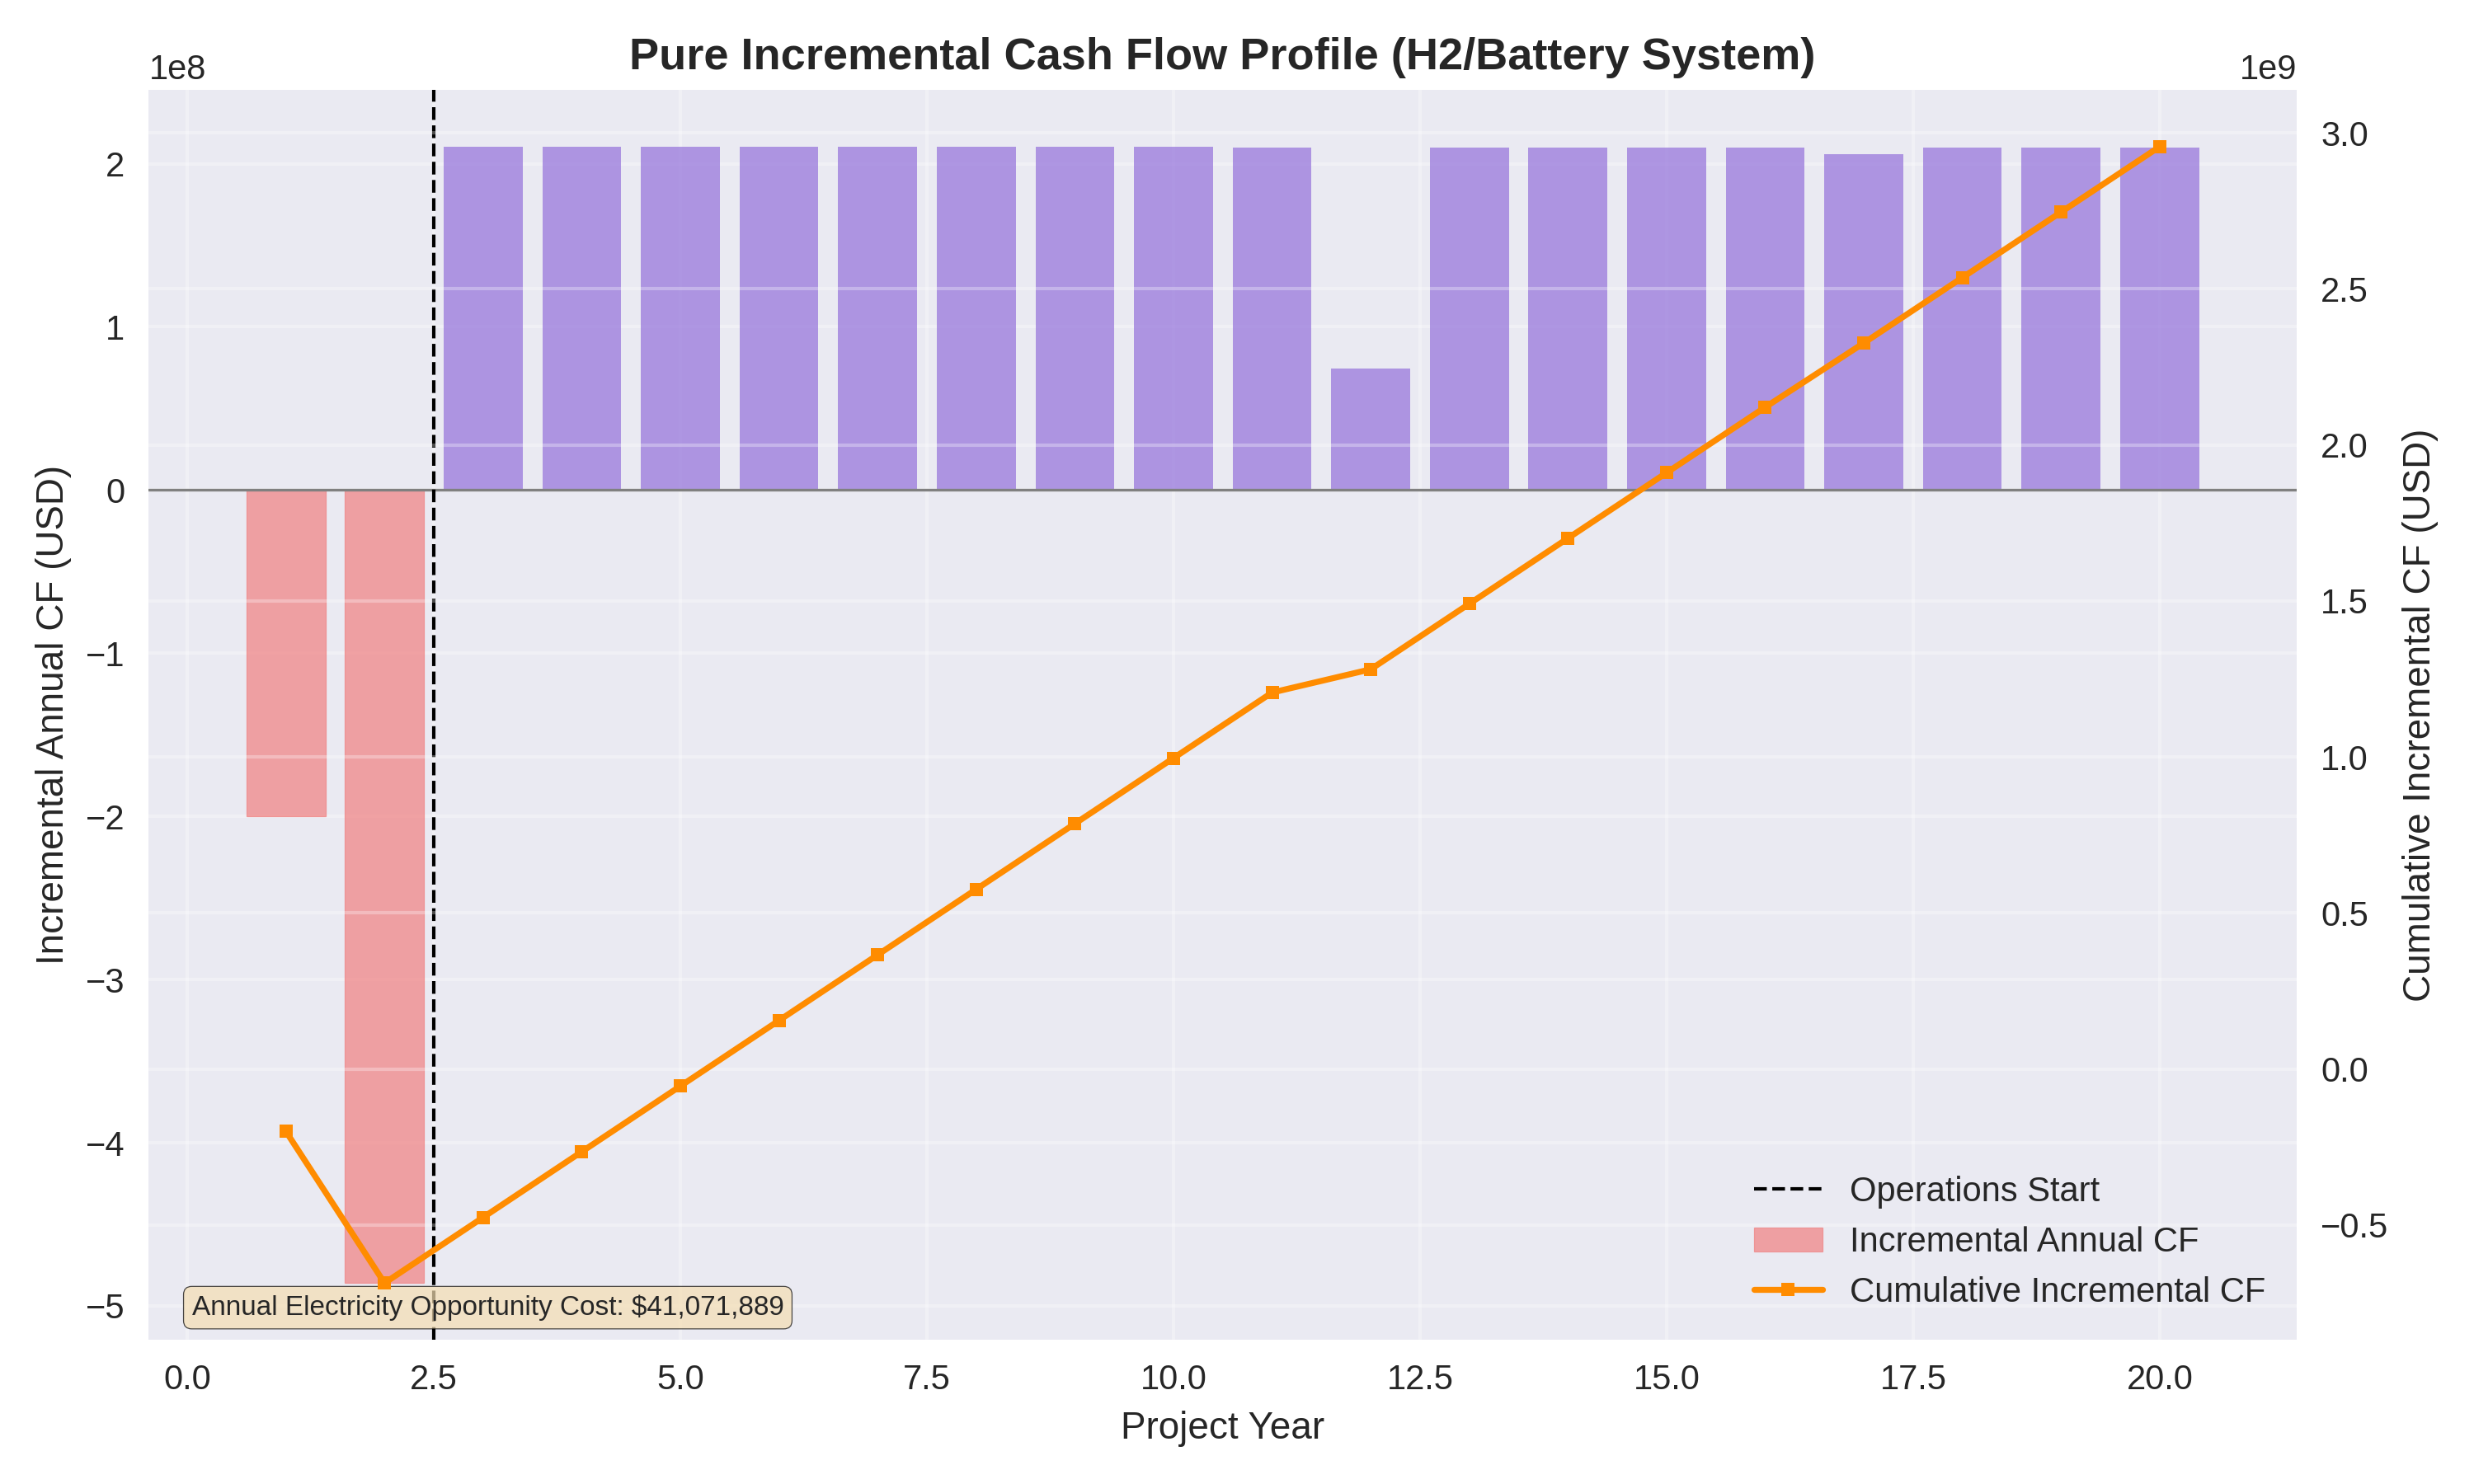 Pure Incremental Cash Flow Profile (H2/Battery System)
1e8
1e9
2
1
0
−1
−2
−3
−4
−5
Incremental Annual CF (USD)
3.0
2.5
2.0
1.5
1.0
0.5
0.0
−0.5
Cumulative Incremental CF (USD)
Operations Start
Incremental Annual CF
Cumulative Incremental CF
Annual Electricity Opportunity Cost: $41,071,889
0.0 2.5 5.0 7.5 10.0 12.5 15.0 17.5 20.0
Project Year